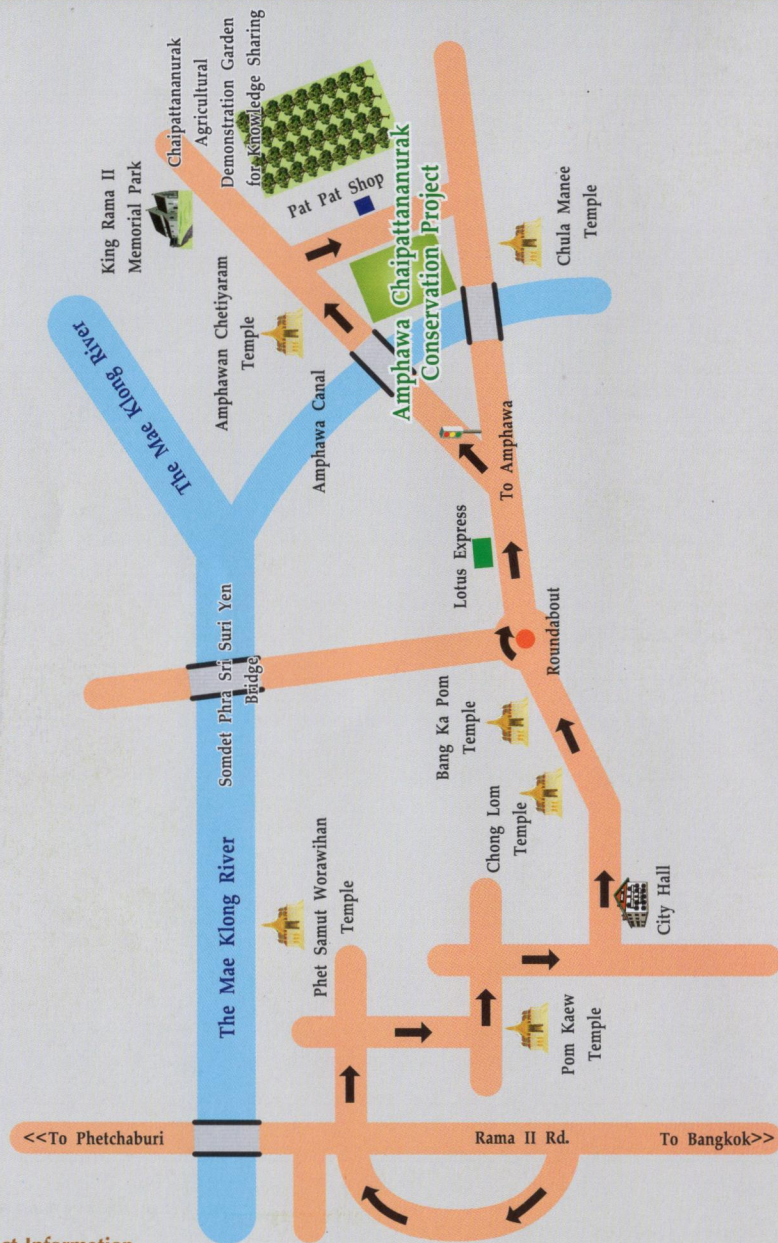 King Rama II
Memorial Park
Chaipattananurak
Agricultural
Demonstration Garden
for Knowledge Sharing
Pat Pat Shop
Amphawa Chaipattananurak
Conservation Project
Chula Manee
Temple
The Mae Klong River
Amphawan Chetiyaram
Temple
Amphawa Canal
To Amphawa
Lotus Express
Roundabout
Somdet Phra Sri Suri Yen
Bridge
Bang Ka Pom
Temple
Chong Lom
Temple
The Mae Klong River
Phet Samut Worawihan
Temple
City Hall
Pom Kaew
Temple
<<To Phetchaburi
Rama II Rd.
To Bangkok>>
Information